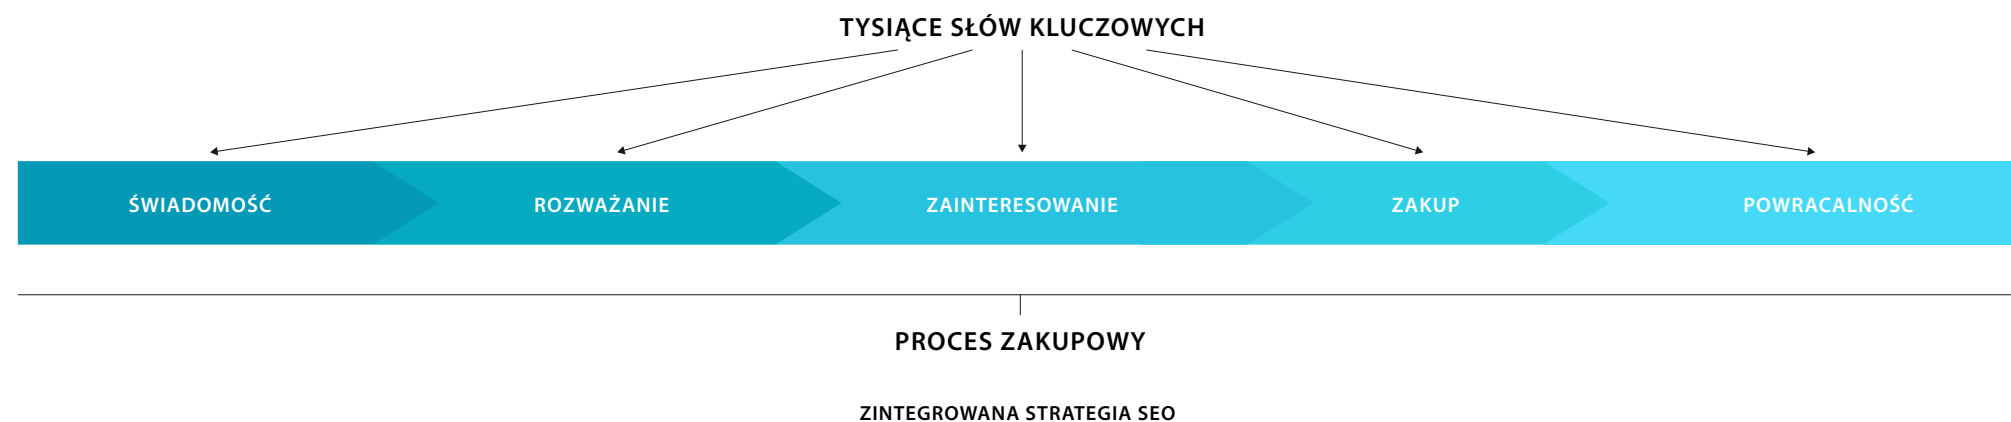 TYSIĄCE SŁÓW KLUCZOWYCH
ŚWIADOMOŚĆ
ROZWAŻANIE
ZAINTERESOWANIE
ZAKUP
POWRACALNOŚĆ
PROCES ZAKUPOWY
ZINTEGROWANA STRATEGIA SEO